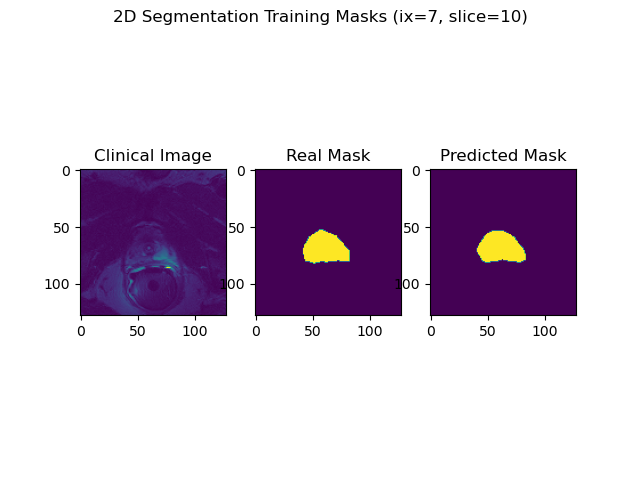 2D Segmentation Training Masks (ix=7, slice=10)
Clinical Image Real Mask Predicted Mask
0 0 0
50 50 50
100 100 100
0 50 100 0 50 100 0 50 100